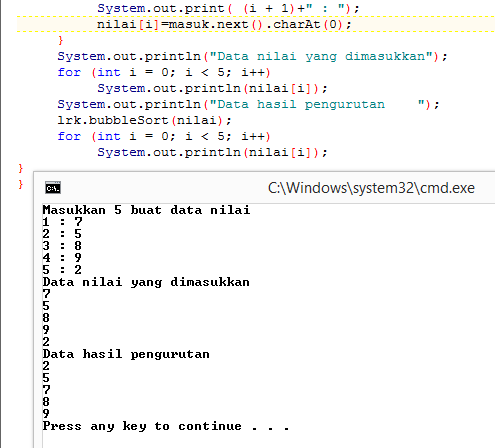 System.out.print( (i + 1)+" : ");
nilai[i]=masuk.next().charAt(0);
}
System.out.println("Data nilai yang dimasukkan");
for (int i = 0; i < 5; i++)
System.out.println(nilai[i]);
System.out.println("Data hasil pengurutan    ");
lrk.bubbleSort(nilai);
for (int i = 0; i < 5; i++)
System.out.println(nilai[i]);
}
}
C:\Windows\system32\cmd.exe
Masukkan 5 buat data nilai
1 : 7
2 : 5
3 : 8
4 : 9
5 : 2
Data nilai yang dimasukkan
7
5
8
9
2
Data hasil pengurutan
2
5
7
8
9
Press any key to continue . . .